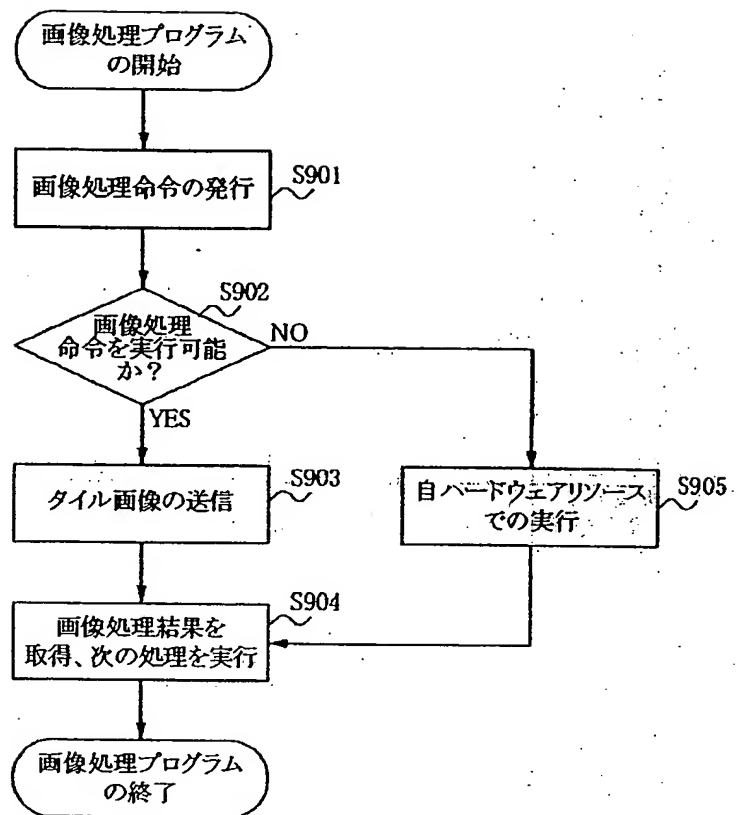 画像処理プログラム
の開始
画像処理命令の発行
S901
S902
画像処理
命令を実行可能
か?
NO
YES
タイル画像の送信
S903
自ハードウェアリソース
での実行
S905
S904
画像処理結果を
取得、次の処理を実行
画像処理プログラム
の終了